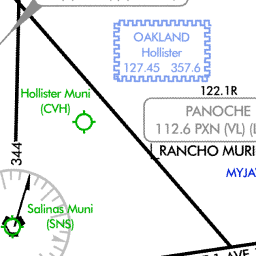 OAKLAND
Hollister
127.45 357.6
122.1R
Hollister Muni
(CVH)
PANOCHE
112.6 PXN (VL) (L
RANCHO MURI
344
MYJA
Salinas Muni
(SNS)
1 AVE